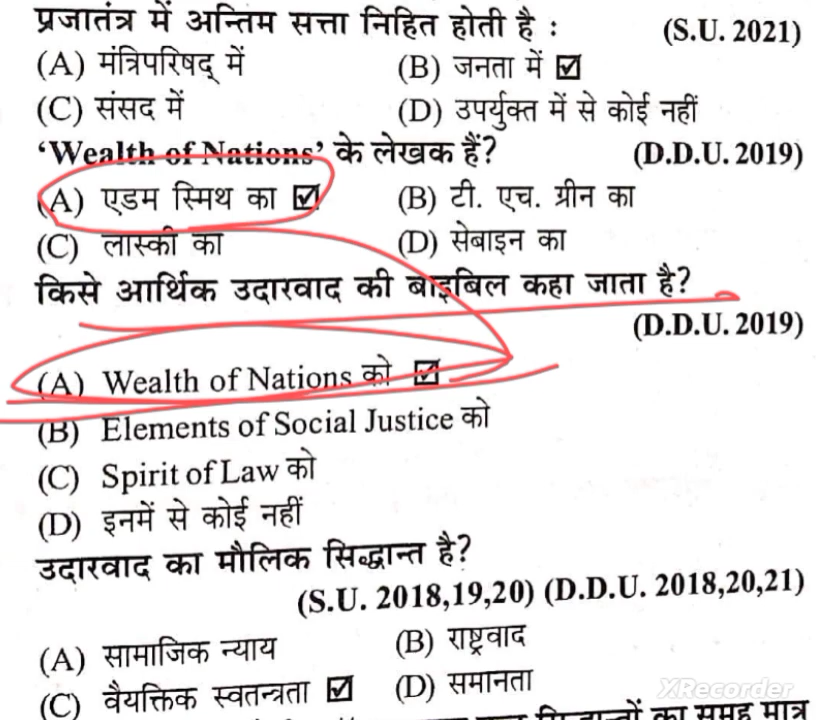 प्रजातंत्र में अन्तिम सत्ता निहित होती है : (S.U. 2021)
(A) मंत्रिपरिषद् में (B) जनता में ☑
(C) संसद में (D) उपर्युक्त में से कोई नहीं
‘Wealth of Nations’ के लेखक हैं? (D.D.U. 2019)
(A) एडम स्मिथ का ☑ (B) टी. एच. ग्रीन का
(C) लास्की का (D) सेबाइन का
किसे आर्थिक उदारवाद की बाइबिल कहा जाता है?
(D.D.U. 2019)
(A) Wealth of Nations को ☑
(B) Elements of Social Justice को
(C) Spirit of Law को
(D) इनमें से कोई नहीं
उदारवाद का मौलिक सिद्धान्त है?
(S.U. 2018,19,20) (D.D.U. 2018,20,21)
(A) सामाजिक न्याय (B) राष्ट्रवाद
(C) वैयक्तिक स्वतन्त्रता ☑ (D) समानता
XRecorder
का समूह मात्र